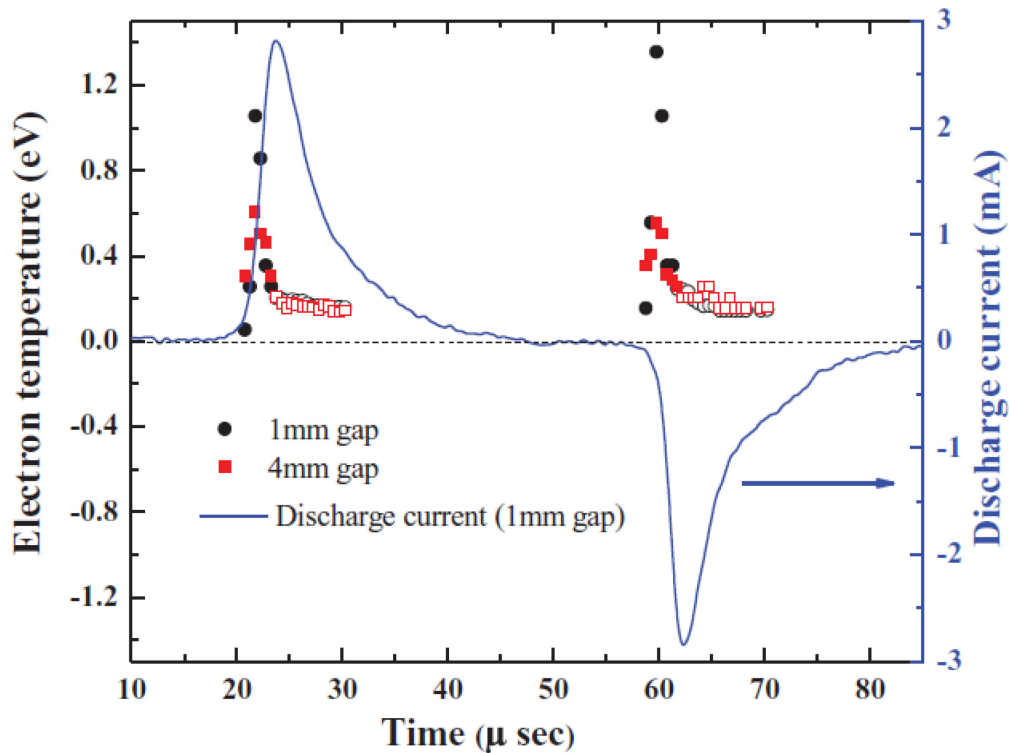 Electron temperature (eV)
1.2
0.8
0.4
0.0
-0.4
-0.8
-1.2
1mm gap
4mm gap
Discharge current (1mm gap)
3
2
1
0
-1
-2
-3
Discharge current (mA)
10 20 30 40 50 60 70 80
Time (μ sec)